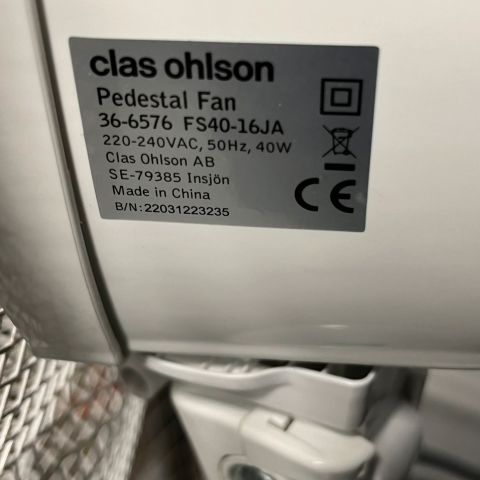 clas ohlson
Pedestal Fan
36-6576 FS40-16JA
220-240VAC, 50Hz, 40W
Clas Ohlson AB
SE-79385 Insjön
Made in China
B/N:22031223235
CE